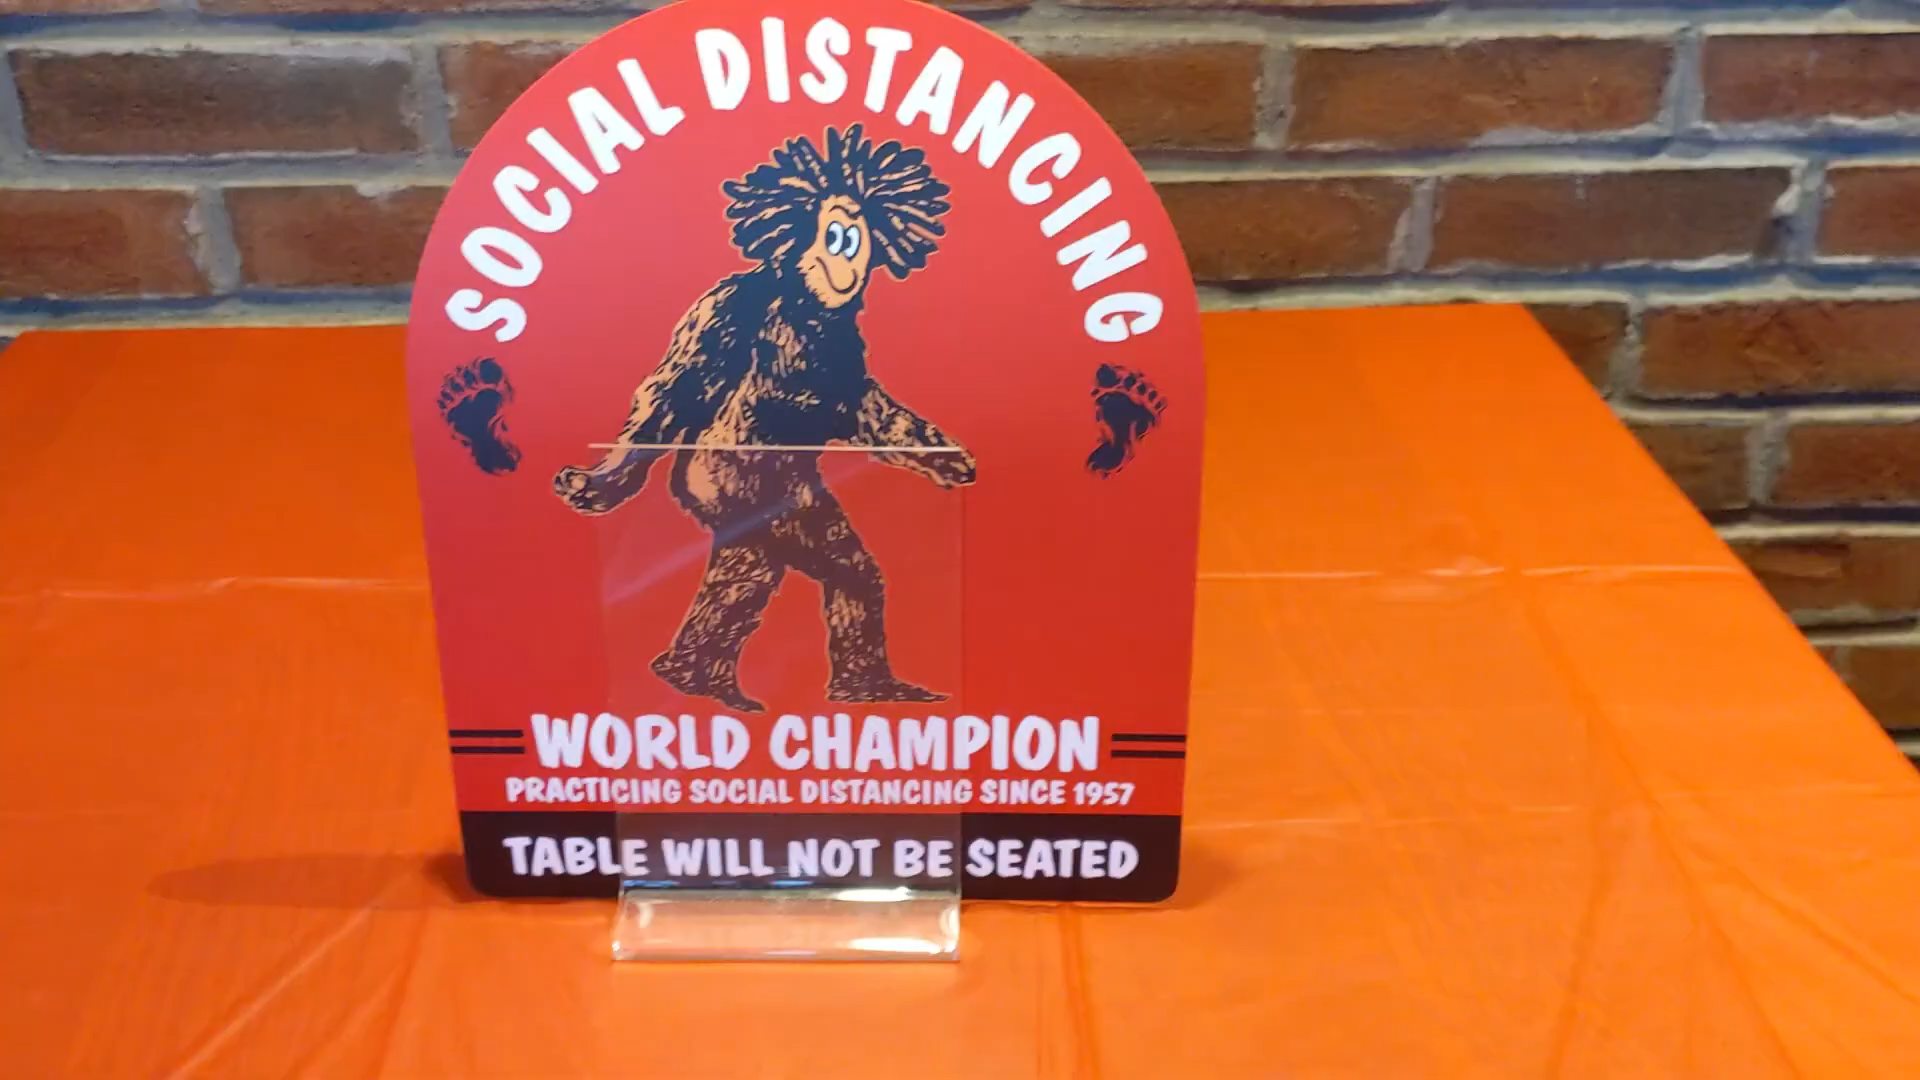 SOCIAL DISTANCING
WORLD CHAMPION
PRACTICING SOCIAL DISTANCING SINCE 1957
TABLE WILL NOT BE SEATED